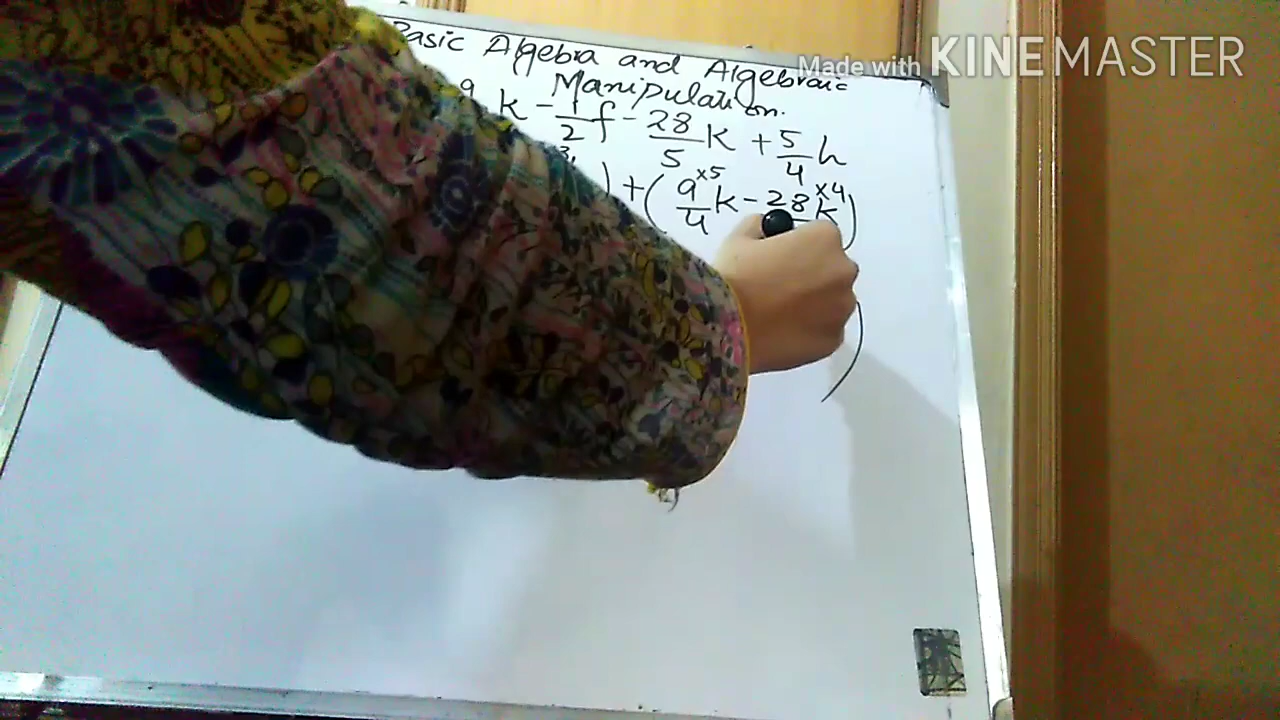 Made with KINEMASTER
Basic Algebra and Algebraic
Manipulation.
9 k - 1/2 f - 28/5 k + 5/4 h
) + ( 9/4 ×5 k - 28 ×4 k )
)